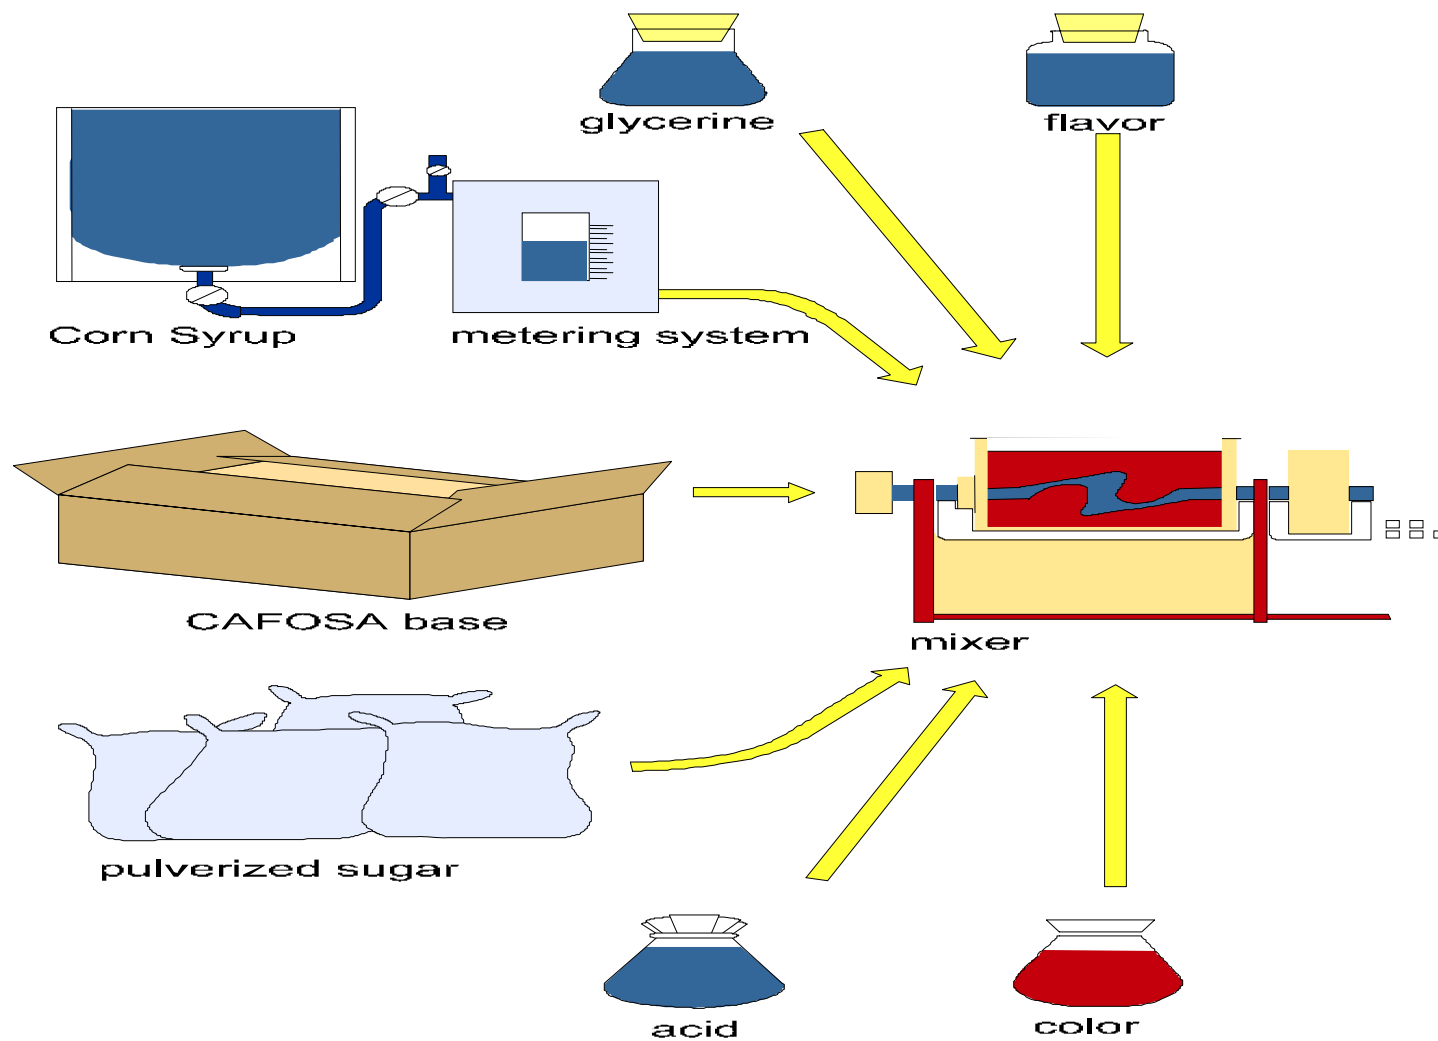 glycerine
flavor
Corn Syrup
metering system
CAFOSA base
mixer
pulverized sugar
acid
color